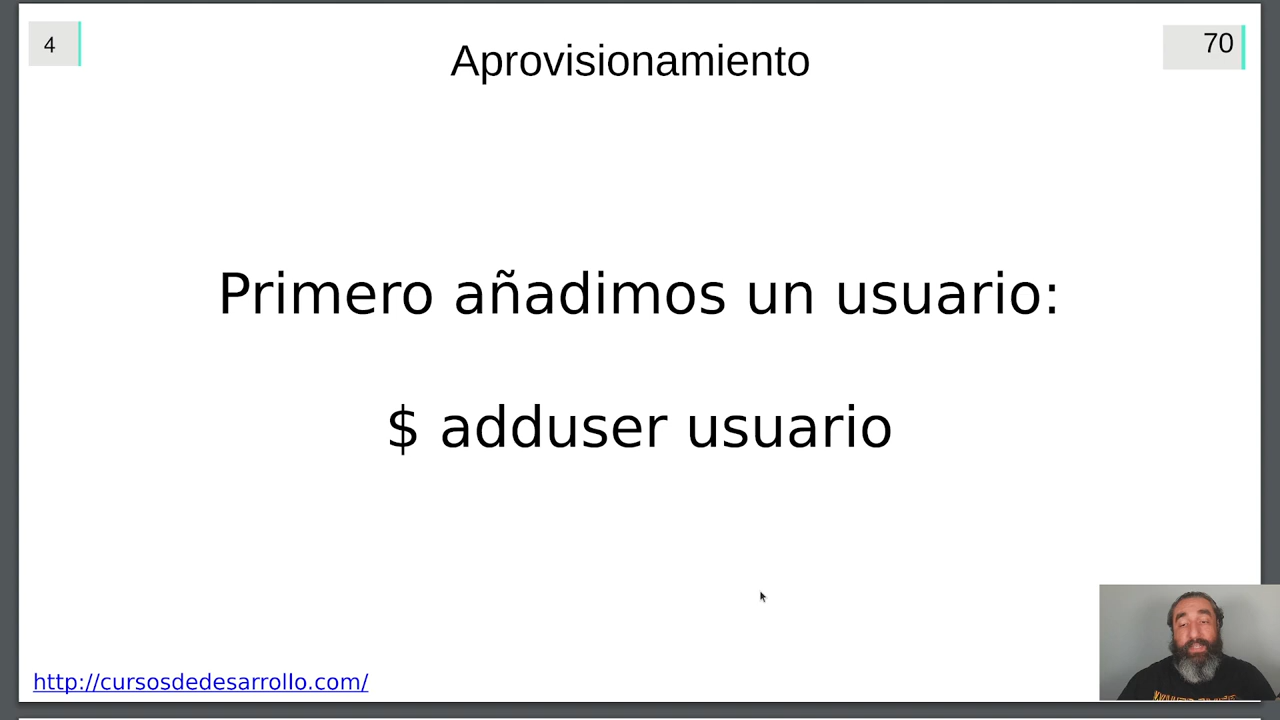 4
Aprovisionamiento
70
Primero añadimos un usuario:
$ adduser usuario
http://cursosdedesarrollo.com/